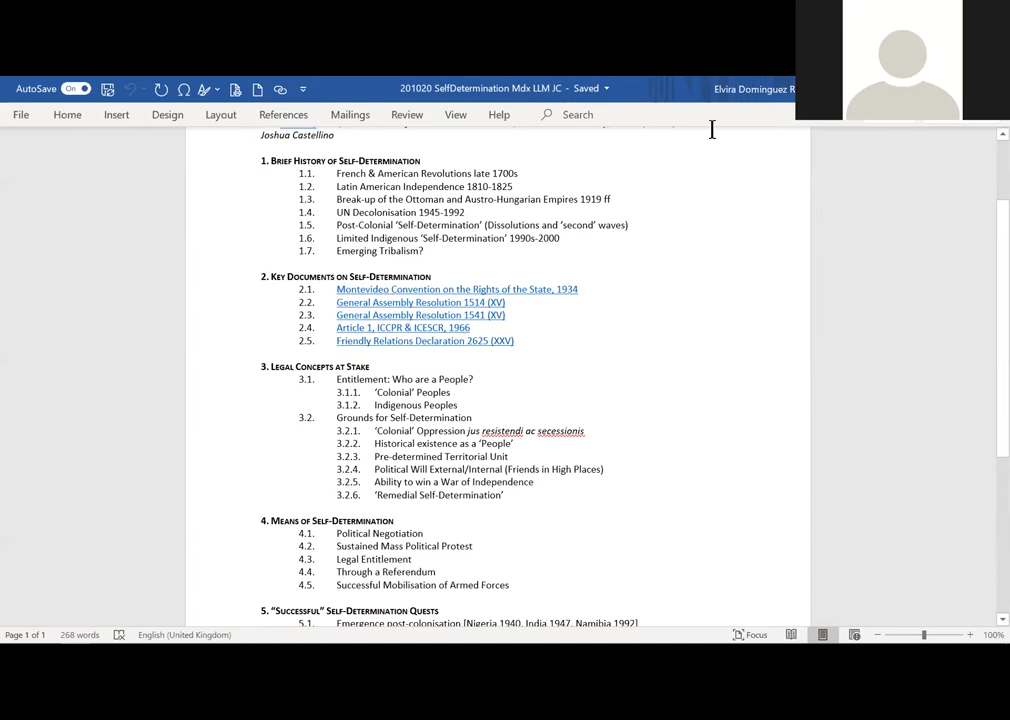 AutoSave On 201020 SelfDetermination Mdx LLM JC - Saved Elvira Dominguez R
File Home Insert Design Layout References Mailings Review View Help Search
Joshua Castellino
1. BRIEF HISTORY OF SELF-DETERMINATION
1.1. French & American Revolutions late 1700s
1.2. Latin American Independence 1810-1825
1.3. Break-up of the Ottoman and Austro-Hungarian Empires 1919 ff
1.4. UN Decolonisation 1945-1992
1.5. Post-Colonial ‘Self-Determination’ (Dissolutions and ‘second’ waves)
1.6. Limited Indigenous ‘Self-Determination’ 1990s-2000
1.7. Emerging Tribalism?
2. KEY DOCUMENTS ON SELF-DETERMINATION
2.1. Montevideo Convention on the Rights of the State, 1934
2.2. General Assembly Resolution 1514 (XV)
2.3. General Assembly Resolution 1541 (XV)
2.4. Article 1, ICCPR & ICESCR, 1966
2.5. Friendly Relations Declaration 2625 (XXV)
3. LEGAL CONCEPTS AT STAKE
3.1. Entitlement: Who are a People?
3.1.1. ‘Colonial’ Peoples
3.1.2. Indigenous Peoples
3.2. Grounds for Self-Determination
3.2.1. ‘Colonial’ Oppression jus resistendi ac secessionis
3.2.2. Historical existence as a ‘People’
3.2.3. Pre-determined Territorial Unit
3.2.4. Political Will External/Internal (Friends in High Places)
3.2.5. Ability to win a War of Independence
3.2.6. ‘Remedial Self-Determination’
4. MEANS OF SELF-DETERMINATION
4.1. Political Negotiation
4.2. Sustained Mass Political Protest
4.3. Legal Entitlement
4.4. Through a Referendum
4.5. Successful Mobilisation of Armed Forces
5. “SUCCESSFUL” SELF-DETERMINATION QUESTS
5.1. Emergence post-colonisation [Nigeria 1940, India 1947, Namibia 1992]
Page 1 of 1 268 words English (United Kingdom) Focus 100%